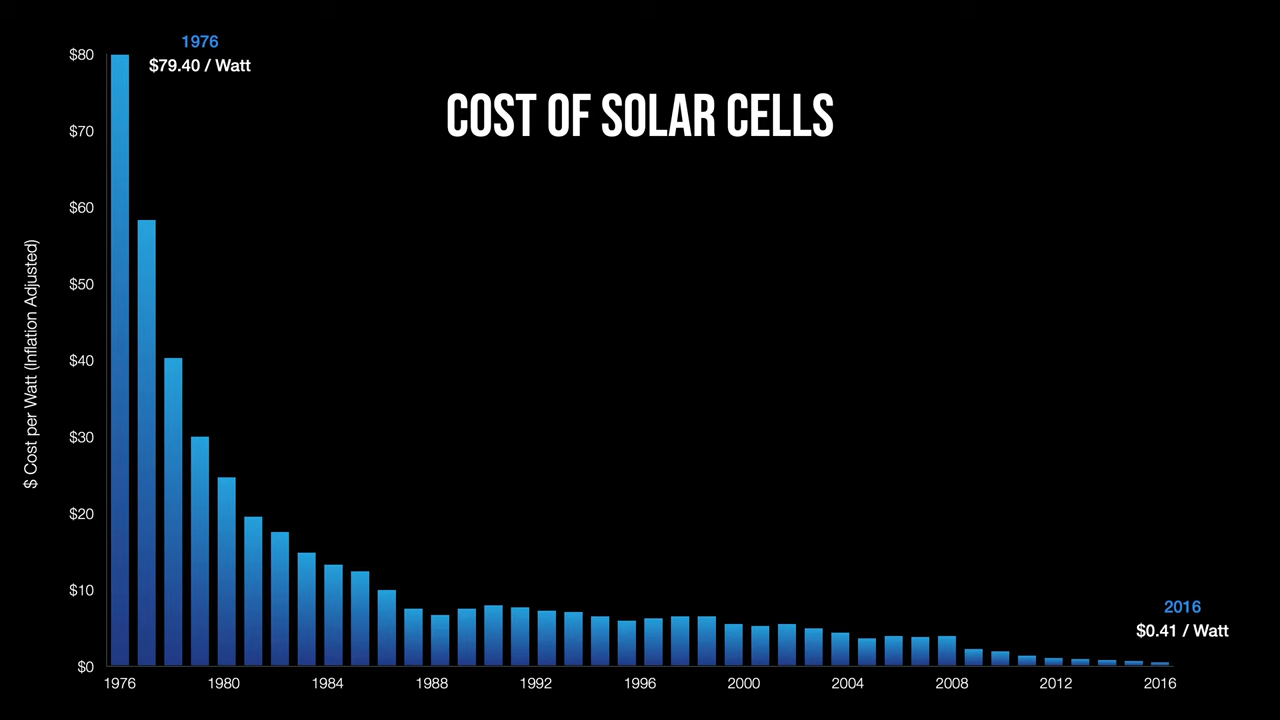 1976
$79.40 / Watt
COST OF SOLAR CELLS
$ Cost per Watt (Inflation Adjusted)
$80
$70
$60
$50
$40
$30
$20
$10
$0
2016
$0.41 / Watt
1976 1980 1984 1988 1992 1996 2000 2004 2008 2012 2016